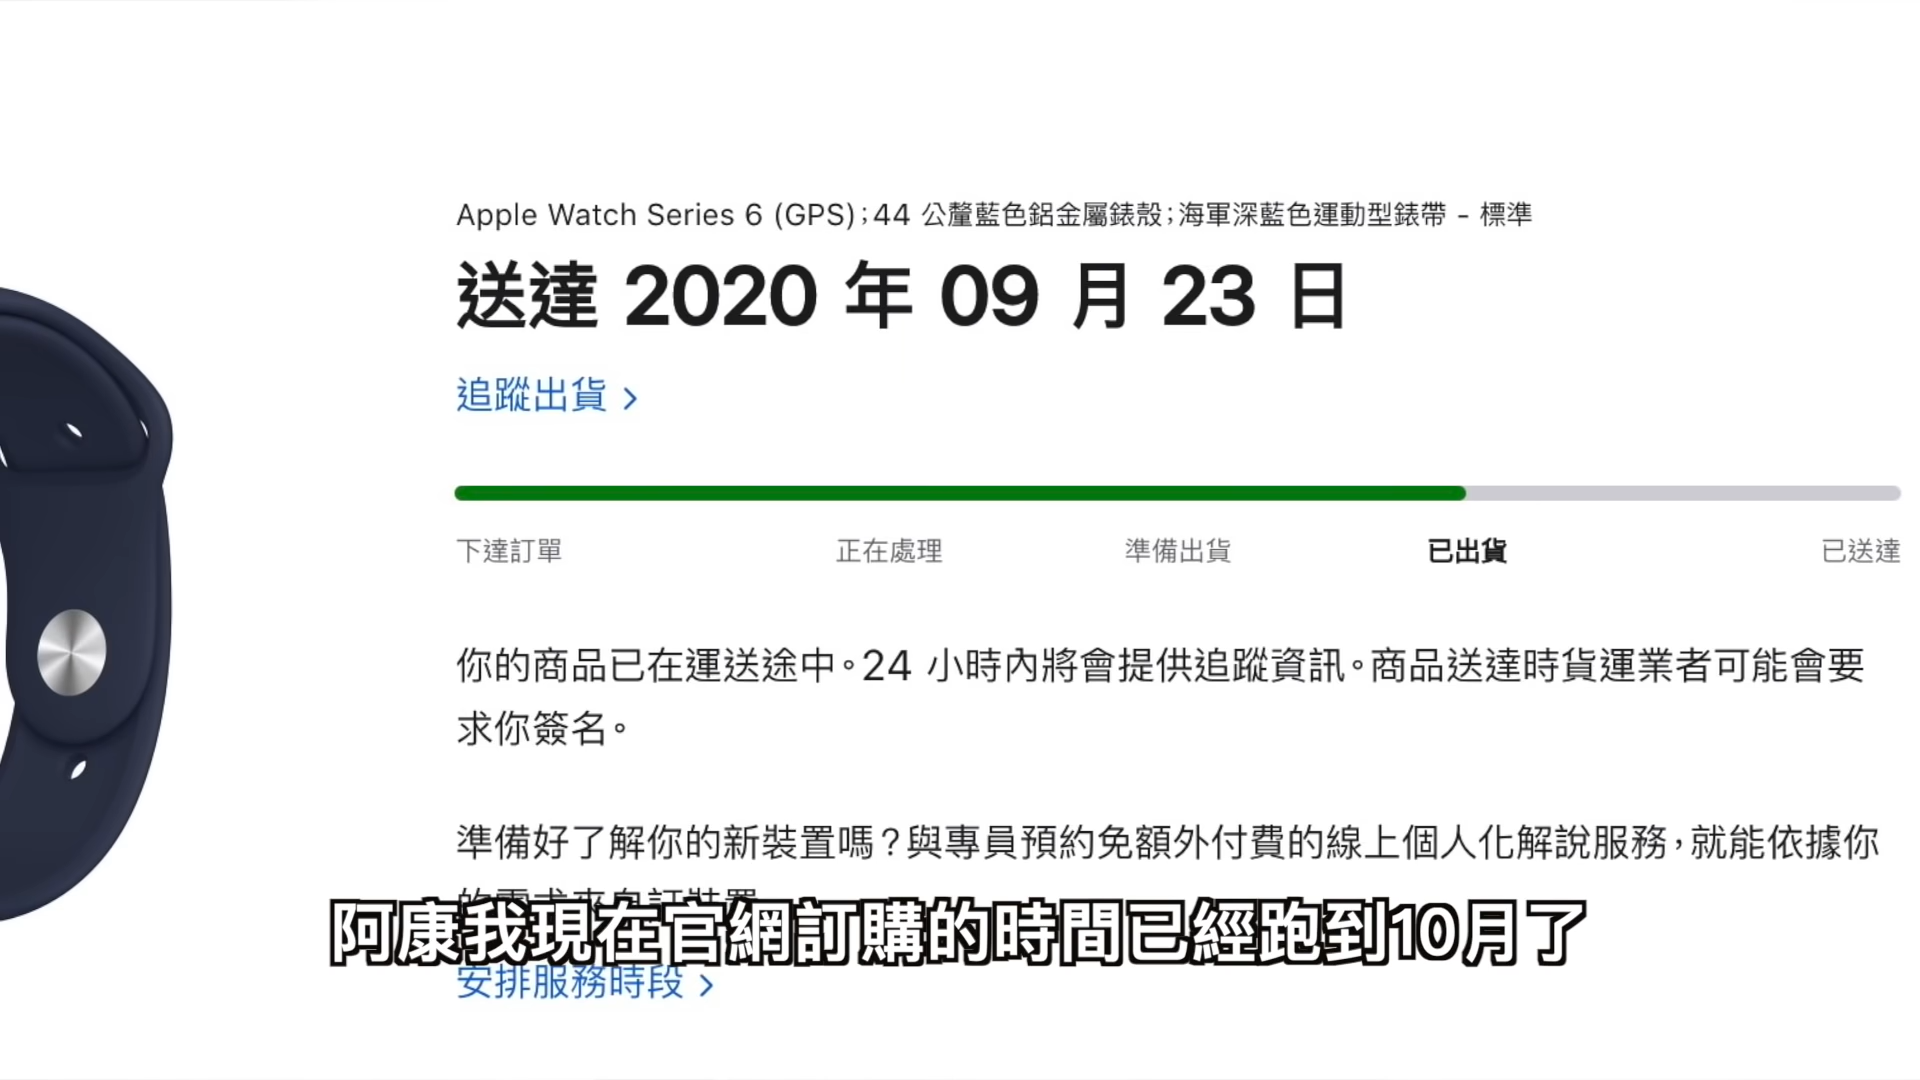 Apple Watch Series 6 (GPS)；44 公釐藍色鋁金屬錶殼；海軍深藍色運動型錶帶 - 標準
送達 2020 年 09 月 23 日
追蹤出貨 >
下達訂單 正在處理 準備出貨 已出貨 已送達
你的商品已在運送途中。24 小時內將會提供追蹤資訊。商品送達時貨運業者可能會要
求你簽名。
準備好了解你的新裝置嗎？與專員預約免額外付費的線上個人化解說服務，就能依據你
的需求來自訂裝置
阿康我現在官網訂購的時間已經跑到10月了
安排服務時段 >